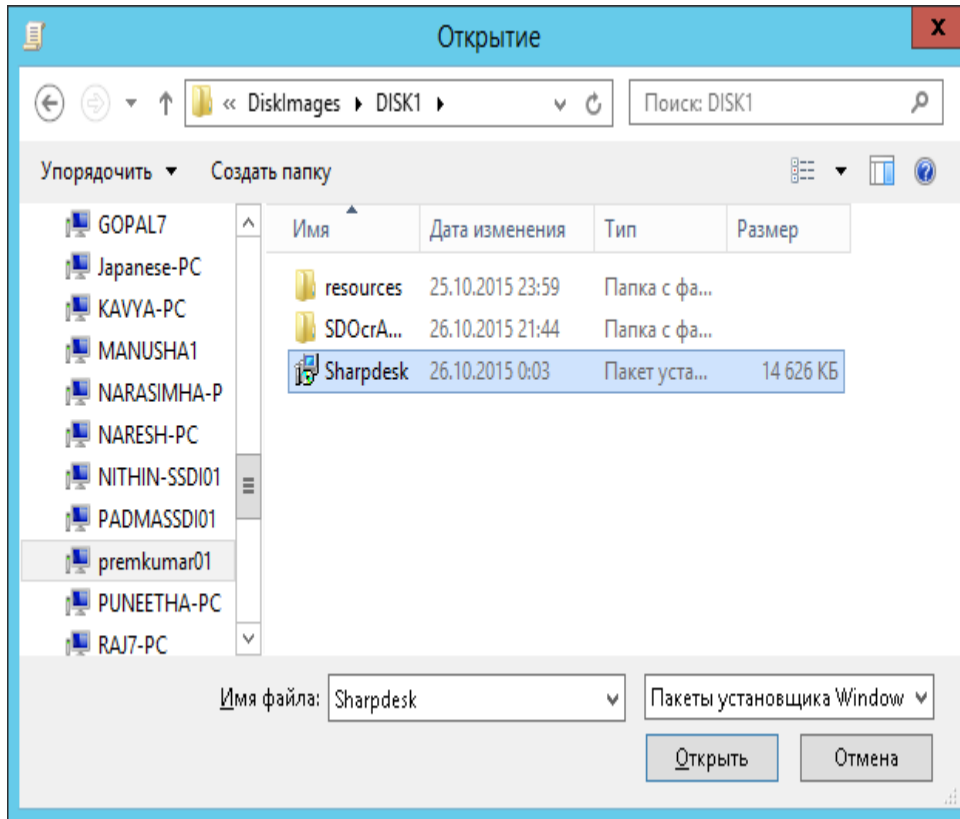 Открытие
x
« DiskImages ▸ DISK1 ▸
Поиск: DISK1
Упорядочить ▾ Создать папку
GOPAL7
Japanese-PC
KAVYA-PC
MANUSHA1
NARASIMHA-P
NARESH-PC
NITHIN-SSDI01
PADMASSDI01
premkumar01
PUNEETHA-PC
RAJ7-PC
Имя Дата изменения Тип Размер
resources 25.10.2015 23:59 Папка с фа...
SDOcrA... 26.10.2015 21:44 Папка с фа...
Sharpdesk 26.10.2015 0:03 Пакет уста... 14 626 КБ
Имя файла: Sharpdesk Пакеты установщика Window
Открыть Отмена